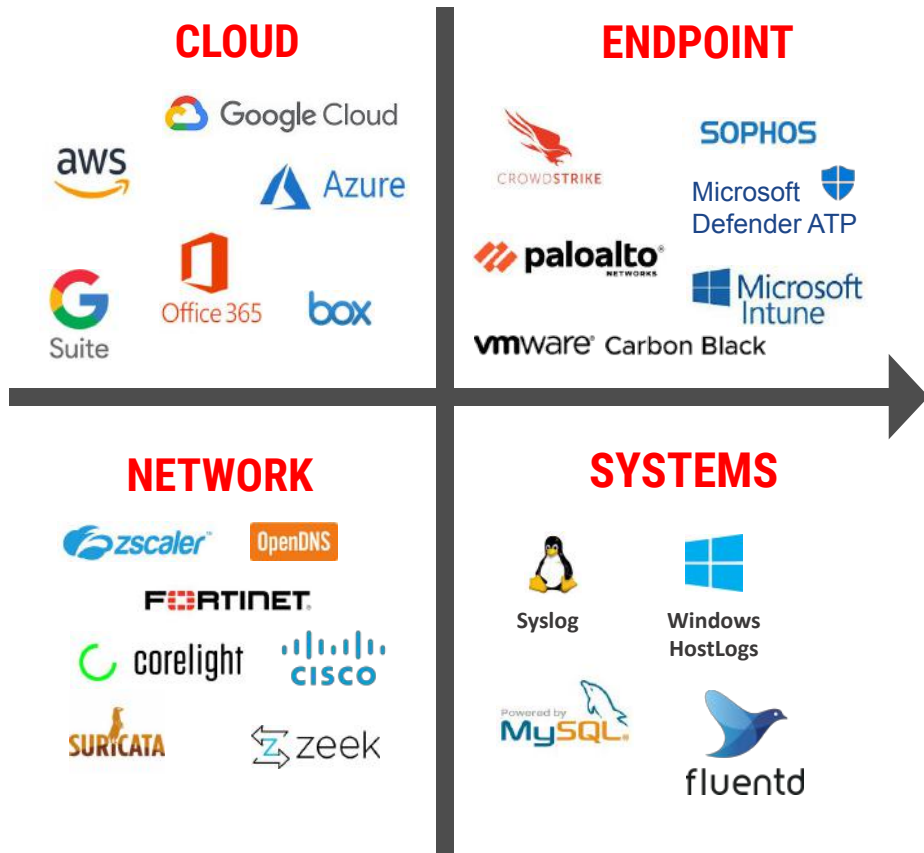 CLOUD
Google Cloud
aws
Azure
Office 365
box
G
Suite
ENDPOINT
CROWDSTRIKE
SOPHOS
Microsoft
Defender ATP
paloalto®
NETWORKS
Microsoft
Intune
vmware® Carbon Black
NETWORK
zscaler™
OpenDNS
FORTINET®
corelight
CISCO
SURICATA
Z zeek
SYSTEMS
Syslog
Windows
HostLogs
Powered by
MySQL®
fluentd